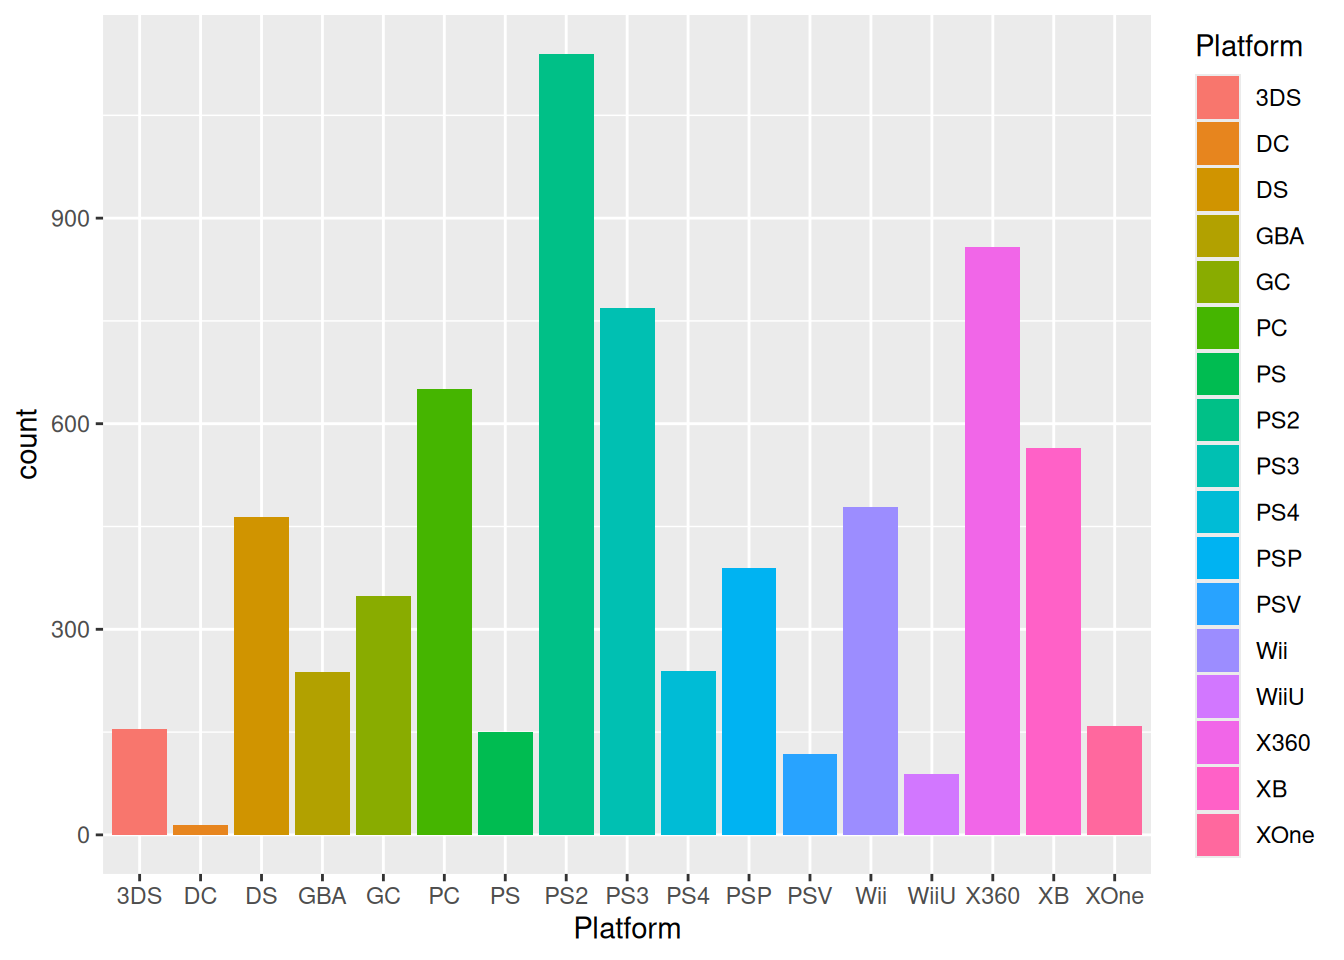 Platform
3DS
DC
DS
GBA
GC
PC
PS
PS2
PS3
PS4
PSP
PSV
Wii
WiiU
X360
XB
XOne
count
900
600
300
0
3DS DC DS GBA GC PC PS PS2 PS3 PS4 PSP PSV Wii WiiU X360 XB XOne
Platform